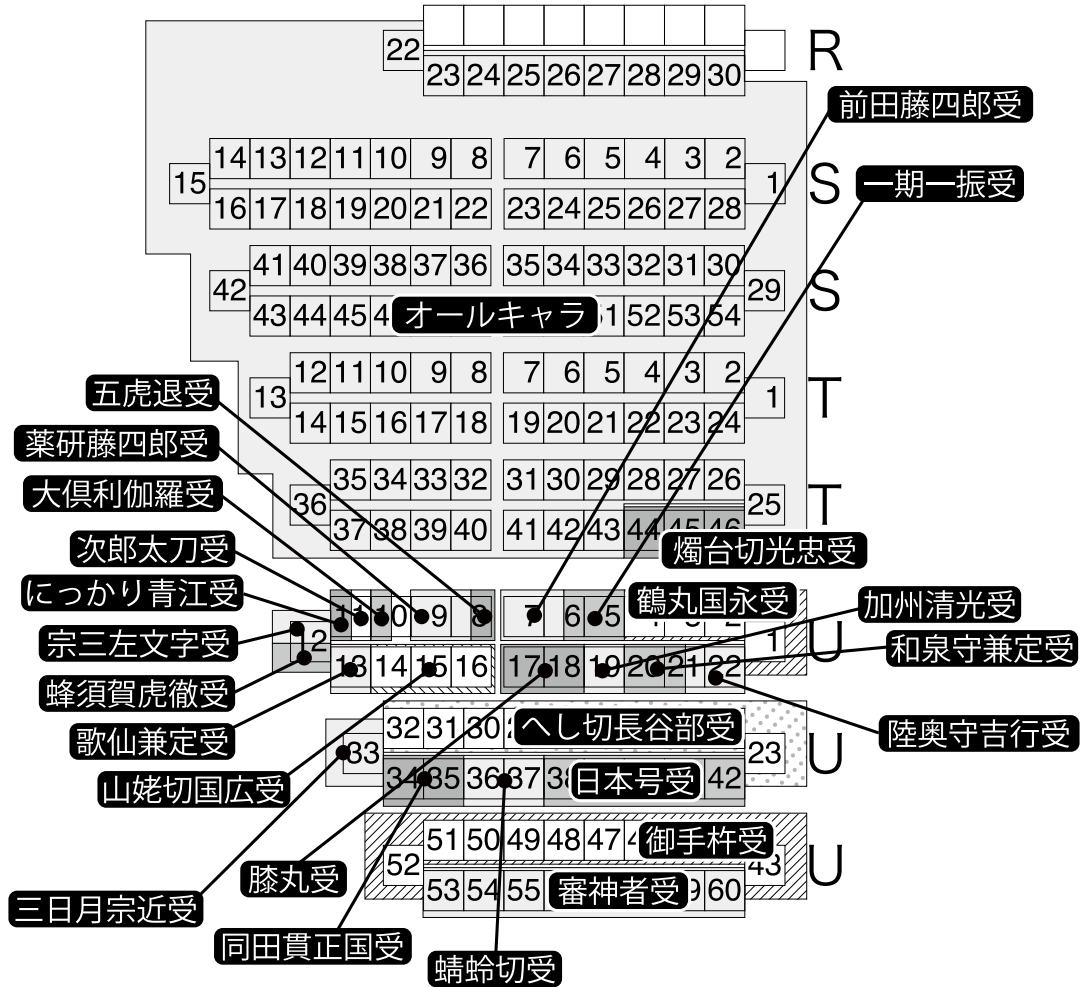 22
R
23 24 25 26 27 28 29 30
前田藤四郎受
14 13 12 11 10 9 8 7 6 5 4 3 2
15
1
S
一期一振受
16 17 18 19 20 21 22 23 24 25 26 27 28
41 40 39 38 37 36 35 34 33 32 31 30
42
29
S
43 44 45 4 オールキャラ 1 52 53 54
12 11 10 9 8 7 6 5 4 3 2
五虎退受
13
1
T
14 15 16 17 18 19 20 21 22 23 24
薬研藤四郎受
35 34 33 32 31 30 29 28 27 26
大倶利伽羅受
36
25
T
37 38 39 40 41 42 43 44 45 46
次郎太刀受
燭台切光忠受
にっかり青江受
11 10 9 8 7 6 5
鶴丸国永受
加州清光受
宗三左文字受
12
1
U
和泉守兼定受
13 14 15 16 17 18 19 20 21 22
蜂須賀虎徹受
歌仙兼定受
32 31 30
へし切長谷部受
陸奥守吉行受
33
23
U
山姥切国広受
34 35 36 37 38 日本号受 42
51 50 49 48 47 4 御手杵受
52
43
U
膝丸受
53 54 55 審神者受 9 60
三日月宗近受
同田貫正国受
蜻蛉切受